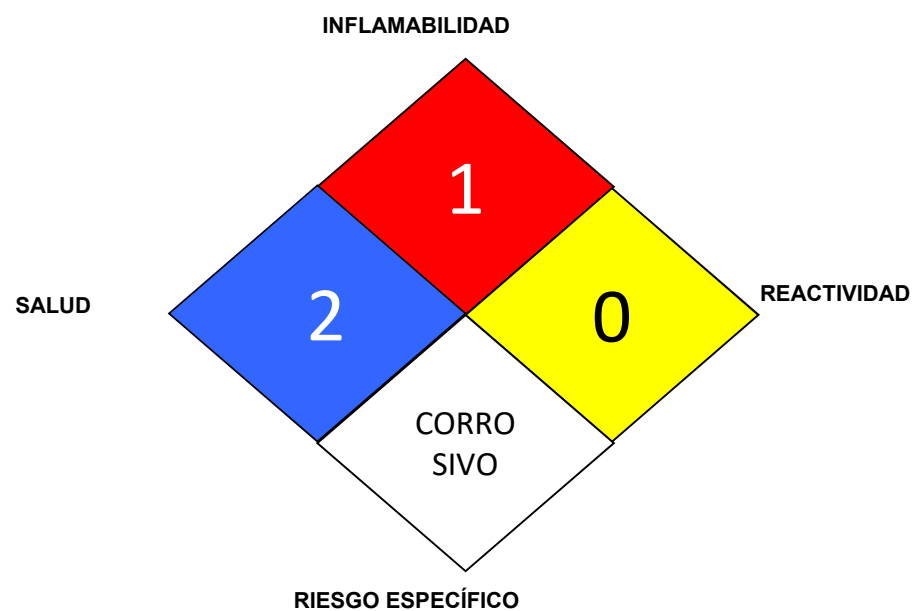 INFLAMABILIDAD
1
SALUD
2
0
REACTIVIDAD
CORRO
SIVO
RIESGO ESPECÍFICO